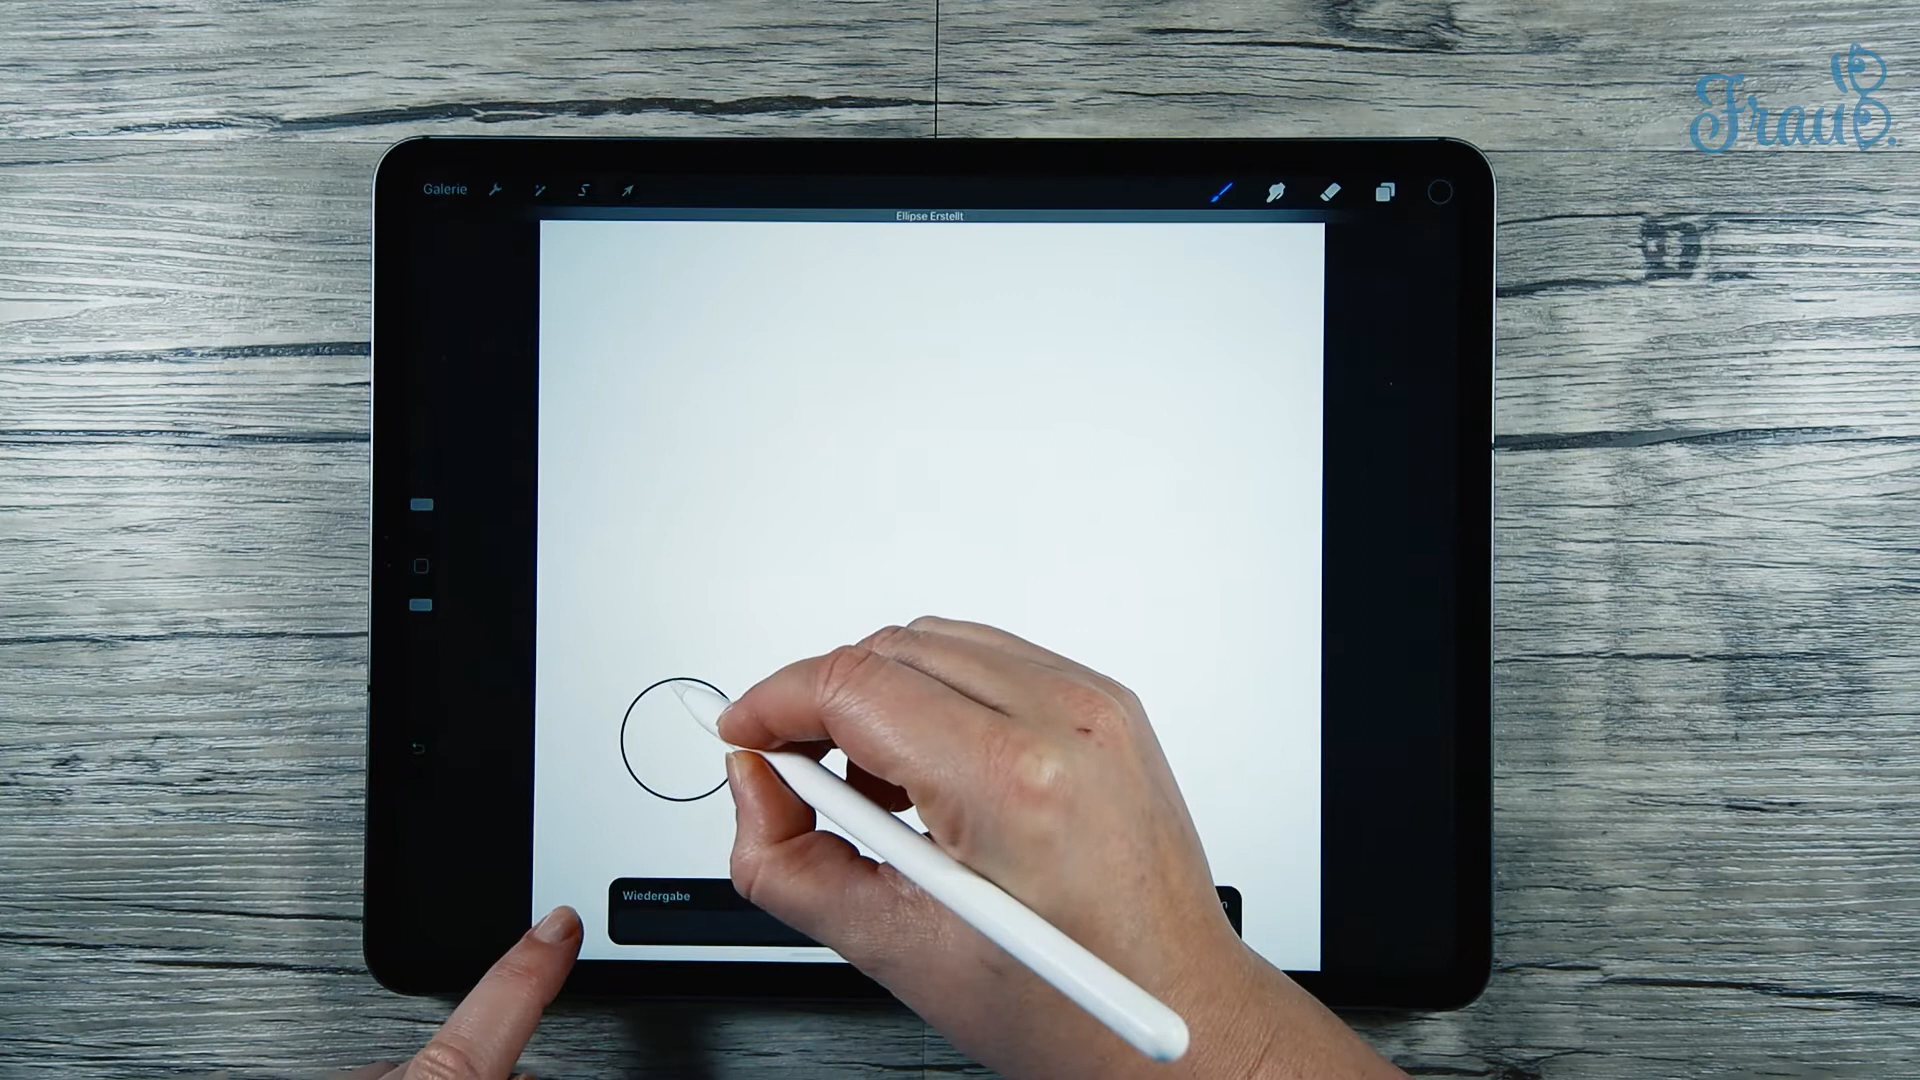 Frau B.
Galerie
Ellipse Erstellt
Wiedergabe